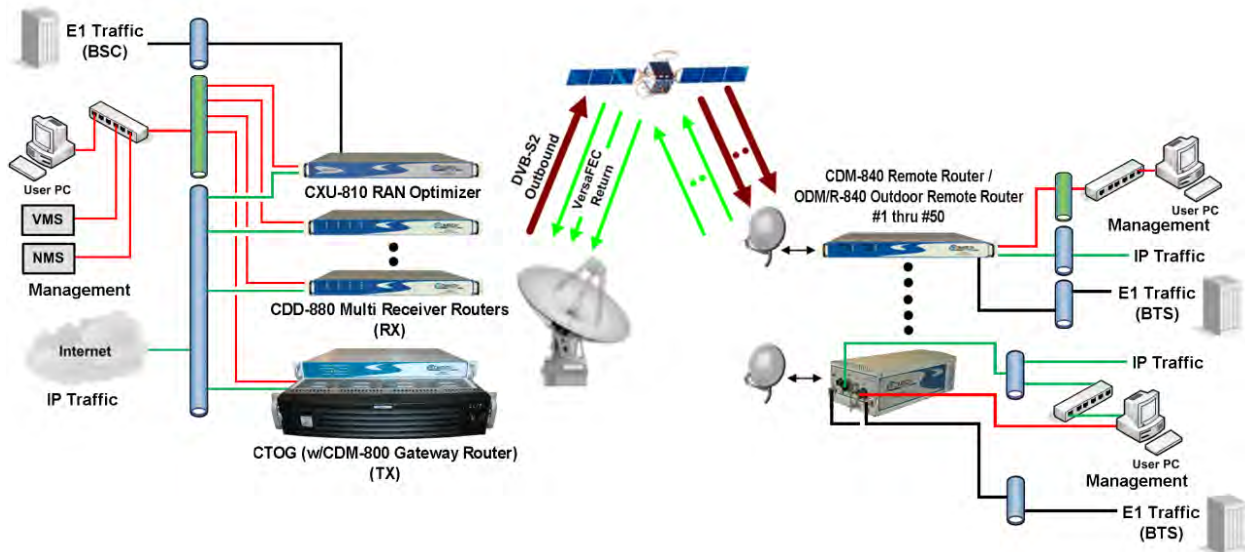 E1 Traffic
(BSC)
User PC
VMS
NMS
Management
Internet
IP Traffic
CXU-810 RAN Optimizer
CDD-880 Multi Receiver Routers
(RX)
CTOG (w/CDM-800 Gateway Router)
(TX)
DVB-S2
Outbound
VersaFEC
Return
CDM-840 Remote Router /
ODM/R-840 Outdoor Remote Router
#1 thru #50
User PC
Management
IP Traffic
E1 Traffic
(BTS)
IP Traffic
User PC
Management
E1 Traffic
(BTS)